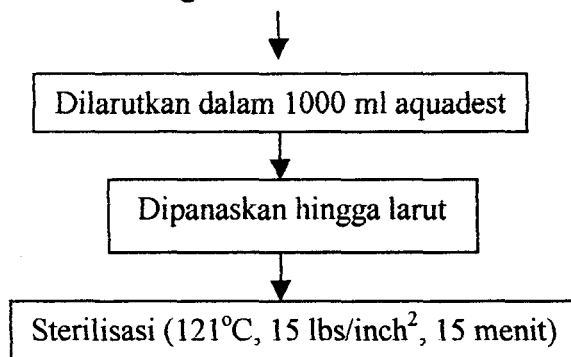 Dilarutkan dalam 1000 ml aquadest
Dipanaskan hingga larut
Sterilisasi (121°C, 15 lbs/inch², 15 menit)